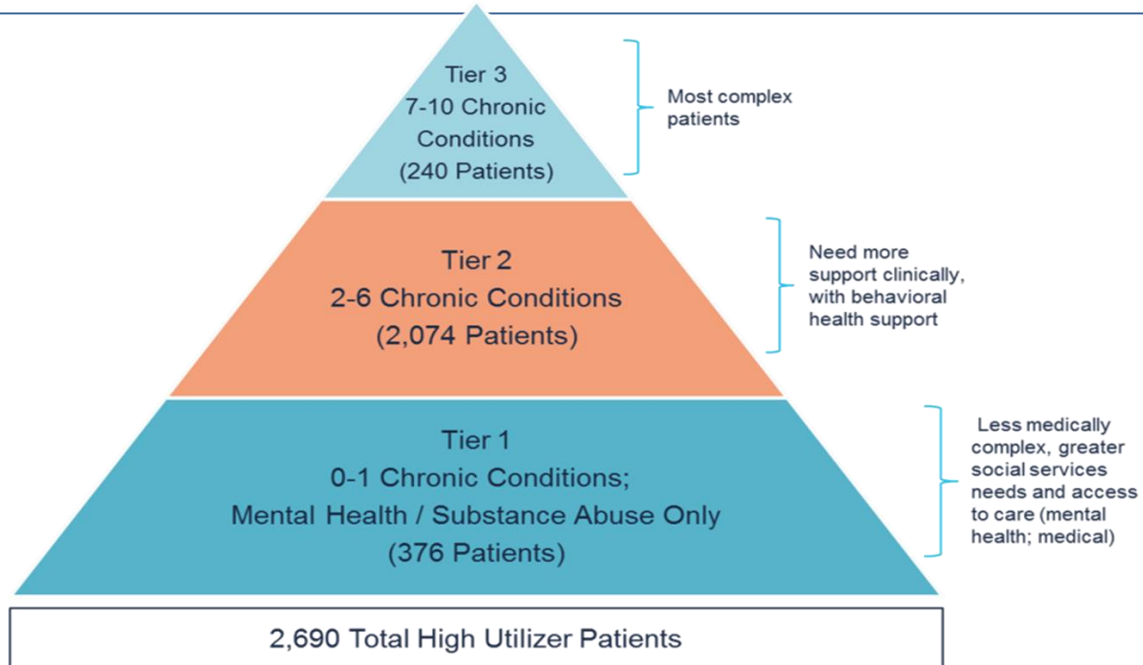 Tier 3
7-10 Chronic
Conditions
(240 Patients)
Most complex
patients
Tier 2
2-6 Chronic Conditions
(2,074 Patients)
Need more
support clinically,
with behavioral
health support
Tier 1
0-1 Chronic Conditions;
Mental Health / Substance Abuse Only
(376 Patients)
Less medically
complex, greater
social services
needs and access
to care (mental
health; medical)
2,690 Total High Utilizer Patients